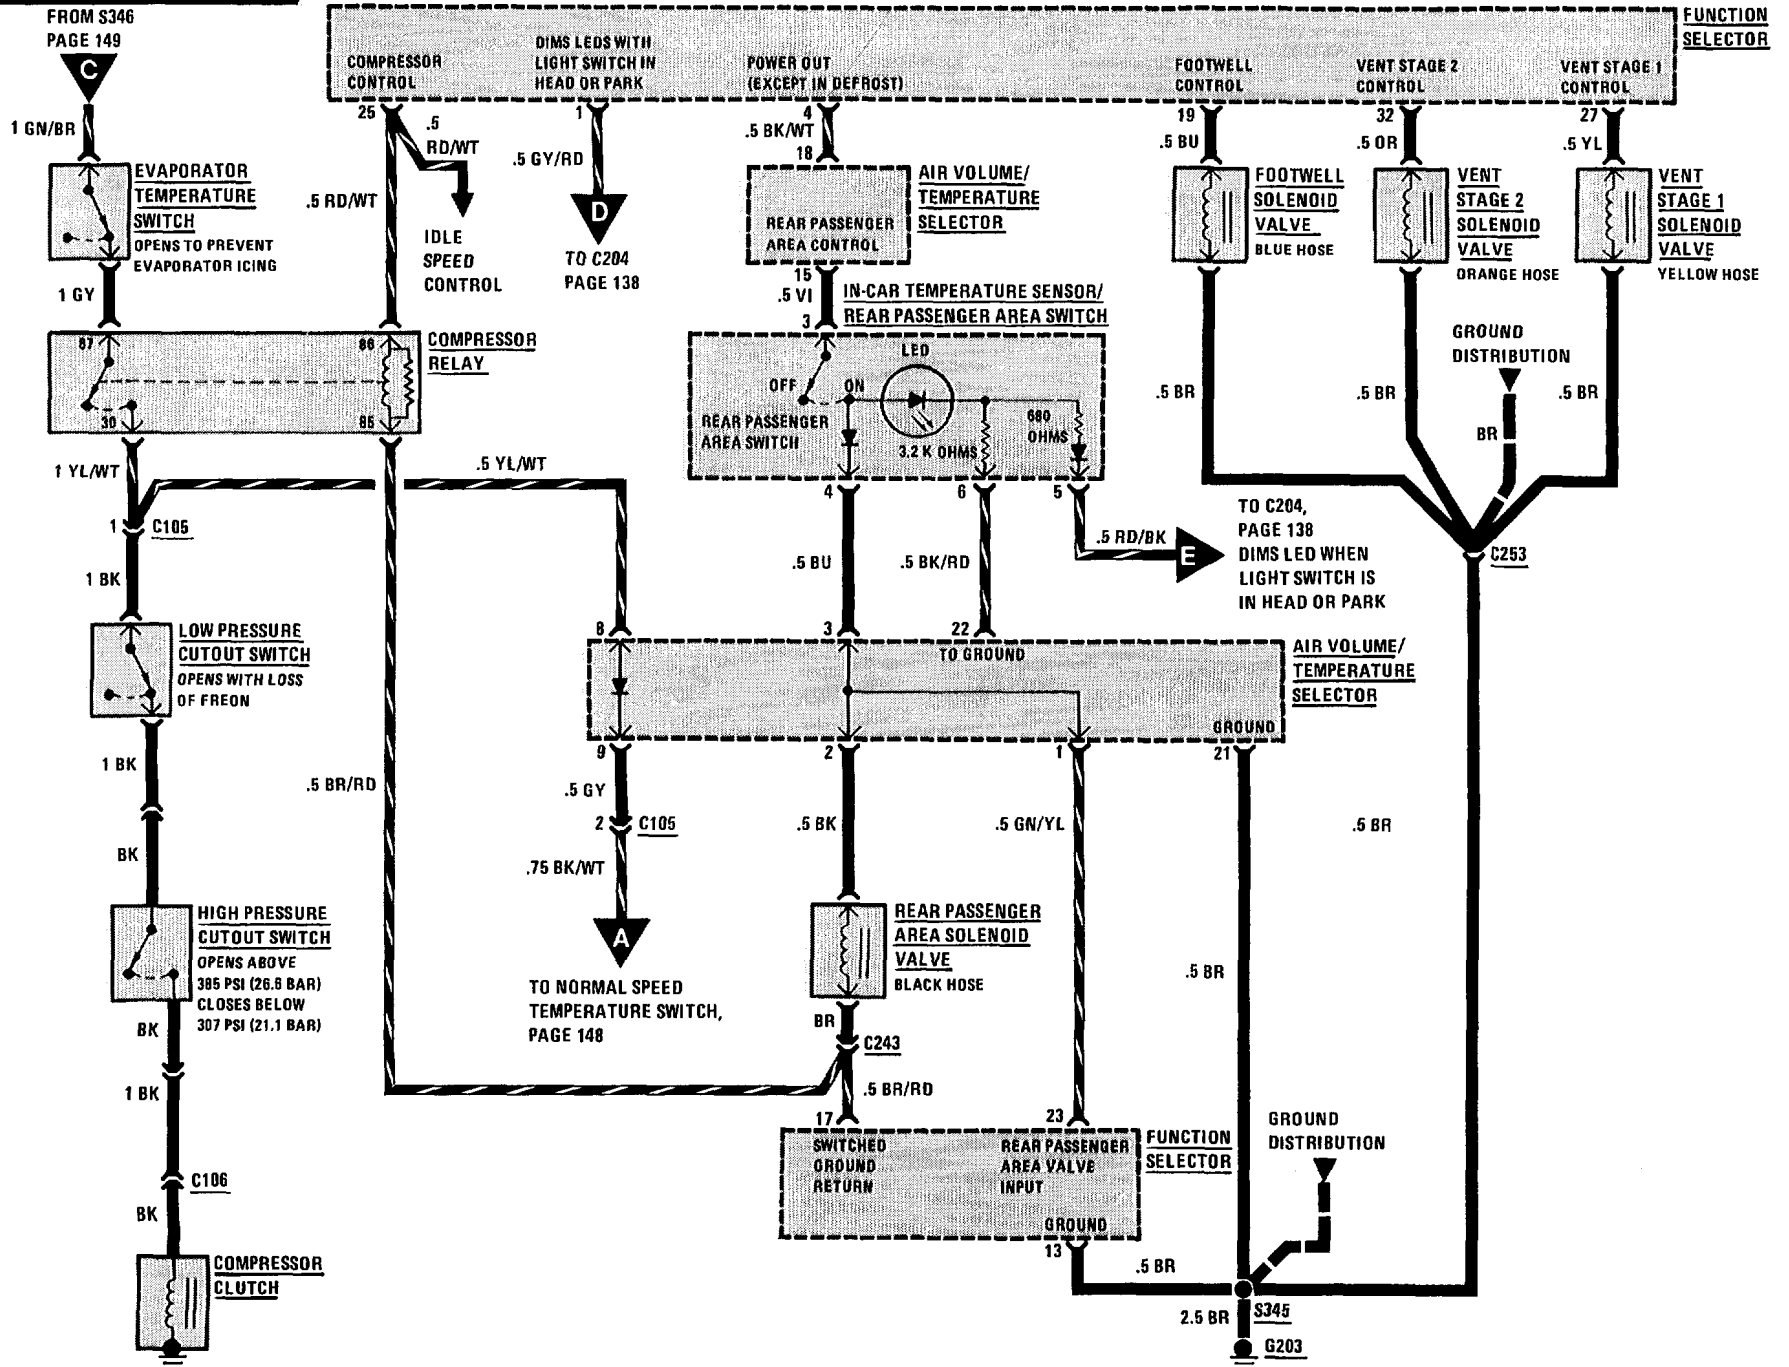 FROM S346
PAGE 149
C
1 GN/BR
EVAPORATOR
TEMPERATURE
SWITCH
OPENS TO PREVENT
EVAPORATOR ICING
1 GY
COMPRESSOR
RELAY
87
86
30
85
1 YL/WT
.5 YL/WT
1
C105
1 BK
LOW PRESSURE
CUTOUT SWITCH
OPENS WITH LOSS
OF FREON
1 BK
BK
HIGH PRESSURE
CUTOUT SWITCH
OPENS ABOVE
385 PSI (26.6 BAR)
CLOSES BELOW
307 PSI (21.1 BAR)
BK
1 BK
C106
BK
COMPRESSOR
CLUTCH
FUNCTION
SELECTOR
COMPRESSOR
CONTROL
DIMS LEDS WITH
LIGHT SWITCH IN
HEAD OR PARK
POWER OUT
(EXCEPT IN DEFROST)
FOOTWELL
CONTROL
VENT STAGE 2
CONTROL
VENT STAGE 1
CONTROL
25
1
4
19
32
27
.5
RD/WT
.5 RD/WT
IDLE
SPEED
CONTROL
.5 GY/RD
D
TO C204
PAGE 138
.5 BK/WT
18
AIR VOLUME/
TEMPERATURE
SELECTOR
REAR PASSENGER
AREA CONTROL
15
.5 VI
3
IN-CAR TEMPERATURE SENSOR/
REAR PASSENGER AREA SWITCH
LED
OFF
ON
REAR PASSENGER
AREA SWITCH
3.2 K OHMS
680
OHMS
4
6
5
.5 BU
.5 BK/RD
.5 RD/BK
E
TO C204,
PAGE 138
DIMS LED WHEN
LIGHT SWITCH IS
IN HEAD OR PARK
.5 BU
.5 OR
.5 YL
FOOTWELL
SOLENOID
VALVE
BLUE HOSE
VENT
STAGE 2
SOLENOID
VALVE
ORANGE HOSE
VENT
STAGE 1
SOLENOID
VALVE
YELLOW HOSE
GROUND
DISTRIBUTION
.5 BR
.5 BR
.5 BR
BR
C253
8
3
22
TO GROUND
GROUND
AIR VOLUME/
TEMPERATURE
SELECTOR
9
2
1
21
.5 BR/RD
.5 GY
2
C105
.75 BK/WT
A
TO NORMAL SPEED
TEMPERATURE SWITCH,
PAGE 148
.5 BK
.5 GN/YL
.5 BR
.5 BR
REAR PASSENGER
AREA SOLENOID
VALVE
BLACK HOSE
BR
C243
.5 BR/RD
17
23
SWITCHED
GROUND
RETURN
REAR PASSENGER
AREA VALVE
INPUT
GROUND
FUNCTION
SELECTOR
13
.5 BR
GROUND
DISTRIBUTION
S345
2.5 BR
G203